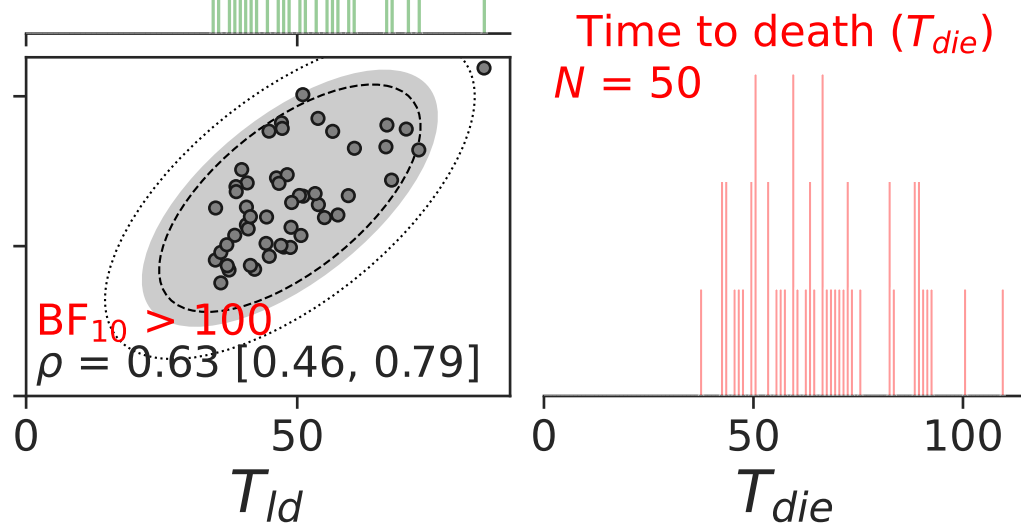 Time to death (T_die)
N = 50
BF₁₀ > 100
ρ = 0.63 [0.46, 0.79]
0 50
0 50 100
T_ld
T_die